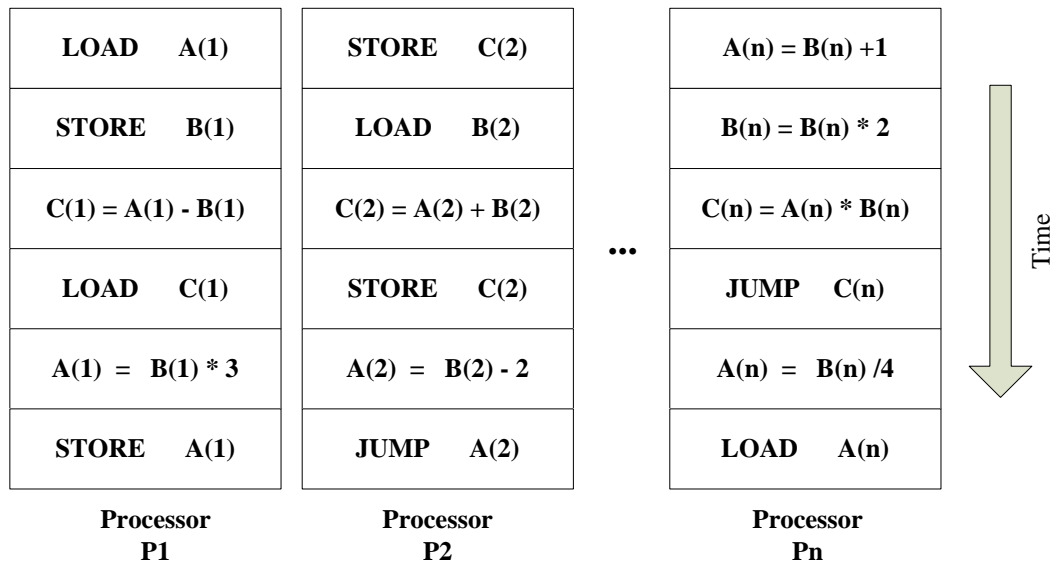 LOAD A(1)
STORE B(1)
C(1) = A(1) - B(1)
LOAD C(1)
A(1) = B(1) * 3
STORE A(1)
Processor
P1
STORE C(2)
LOAD B(2)
C(2) = A(2) + B(2)
STORE C(2)
A(2) = B(2) - 2
JUMP A(2)
Processor
P2
...
A(n) = B(n) +1
B(n) = B(n) * 2
C(n) = A(n) * B(n)
JUMP C(n)
A(n) = B(n) /4
LOAD A(n)
Processor
Pn
Time